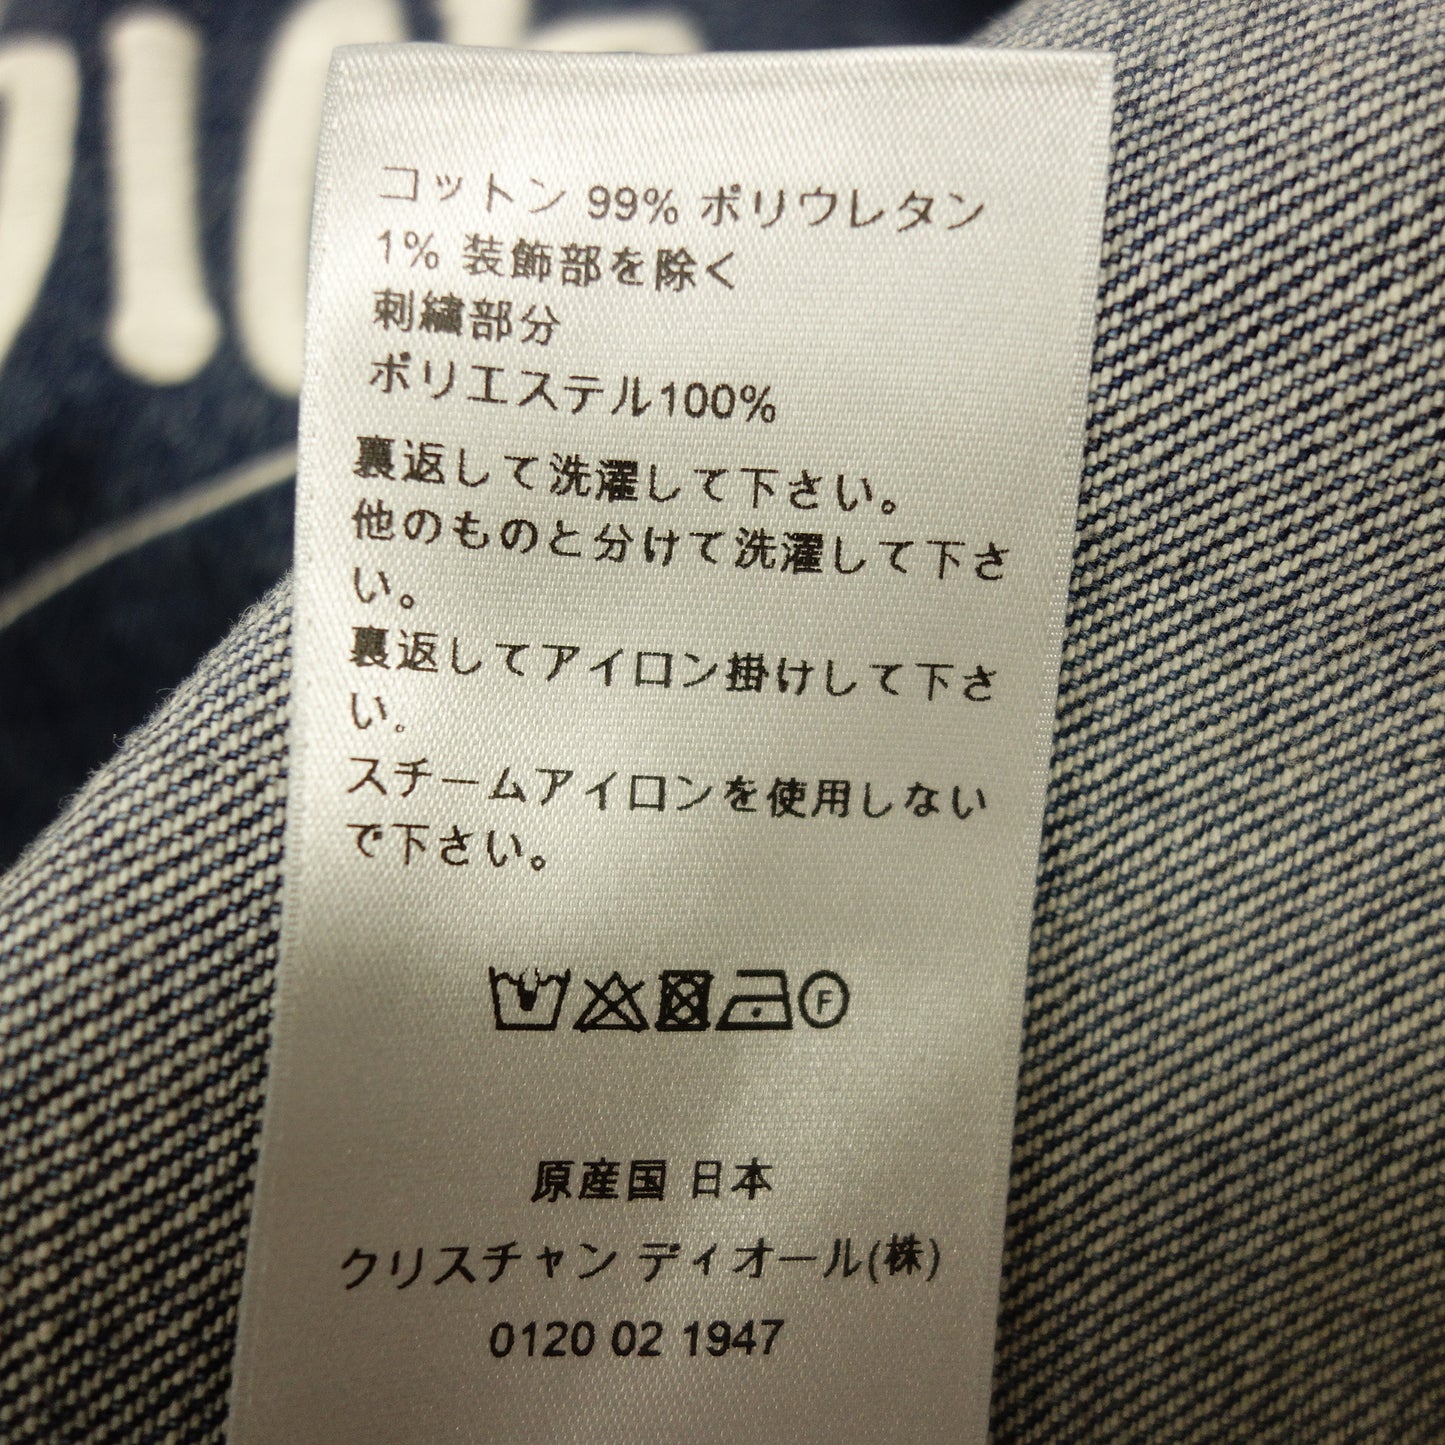 コットン 99% ポリウレタン
1% 装飾部を除く
刺繍部分
ポリエステル100%
裏返して洗濯して下さい。
他のものと分けて洗濯して下さ
い。
裏返してアイロン掛けして下さ
い。
スチームアイロンを使用しない
で下さい。
F
原産国 日本
クリスチャン ディオール(株)
0120 02 1947